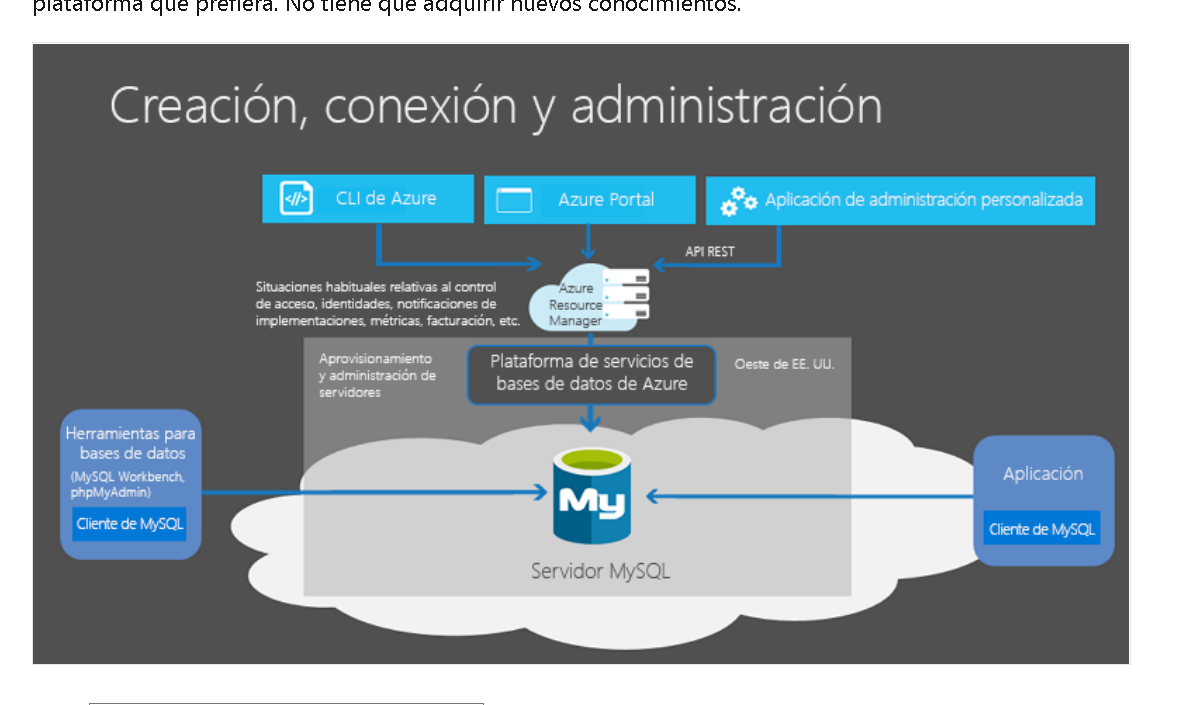 plataforma que prefiera. No tiene que adquirir nuevos conocimientos.
Creación, conexión y administración
CLI de Azure
Azure Portal
Aplicación de administración personalizada
API REST
Situaciones habituales relativas al control
de acceso, identidades, notificaciones de
implementaciones, métricas, facturación, etc.
Azure
Resource
Manager
Aprovisionamiento
y administración de
servidores
Plataforma de servicios de
bases de datos de Azure
Oeste de EE. UU.
Herramientas para
bases de datos
(MySQL Workbench,
phpMyAdmin)
Cliente de MySQL
My
Servidor MySQL
Aplicación
Cliente de MySQL